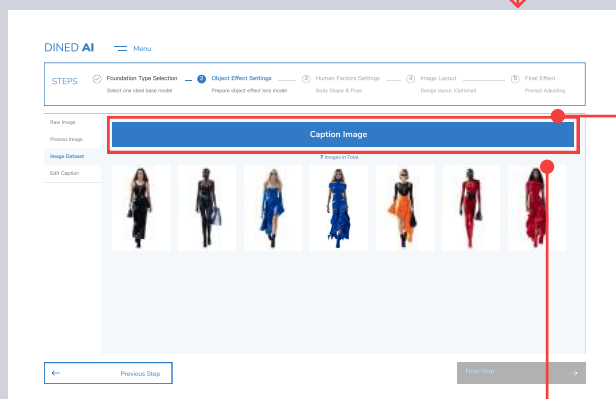 DINED AI
Menu
STEPS
Foundation Type Selection
Select one ideal base model
2
Object Effect Settings
Prepare object effect lora model
3
Human Factors Settings
Body Shape & Pose
4
Image Layout
Design layout (Optional)
5
Final Effect
Prompt Adjusting
Raw Image
Process Image
Image Dataset
Edit Caption
Caption Image
7 Images in Total
Previous Step
Next Step